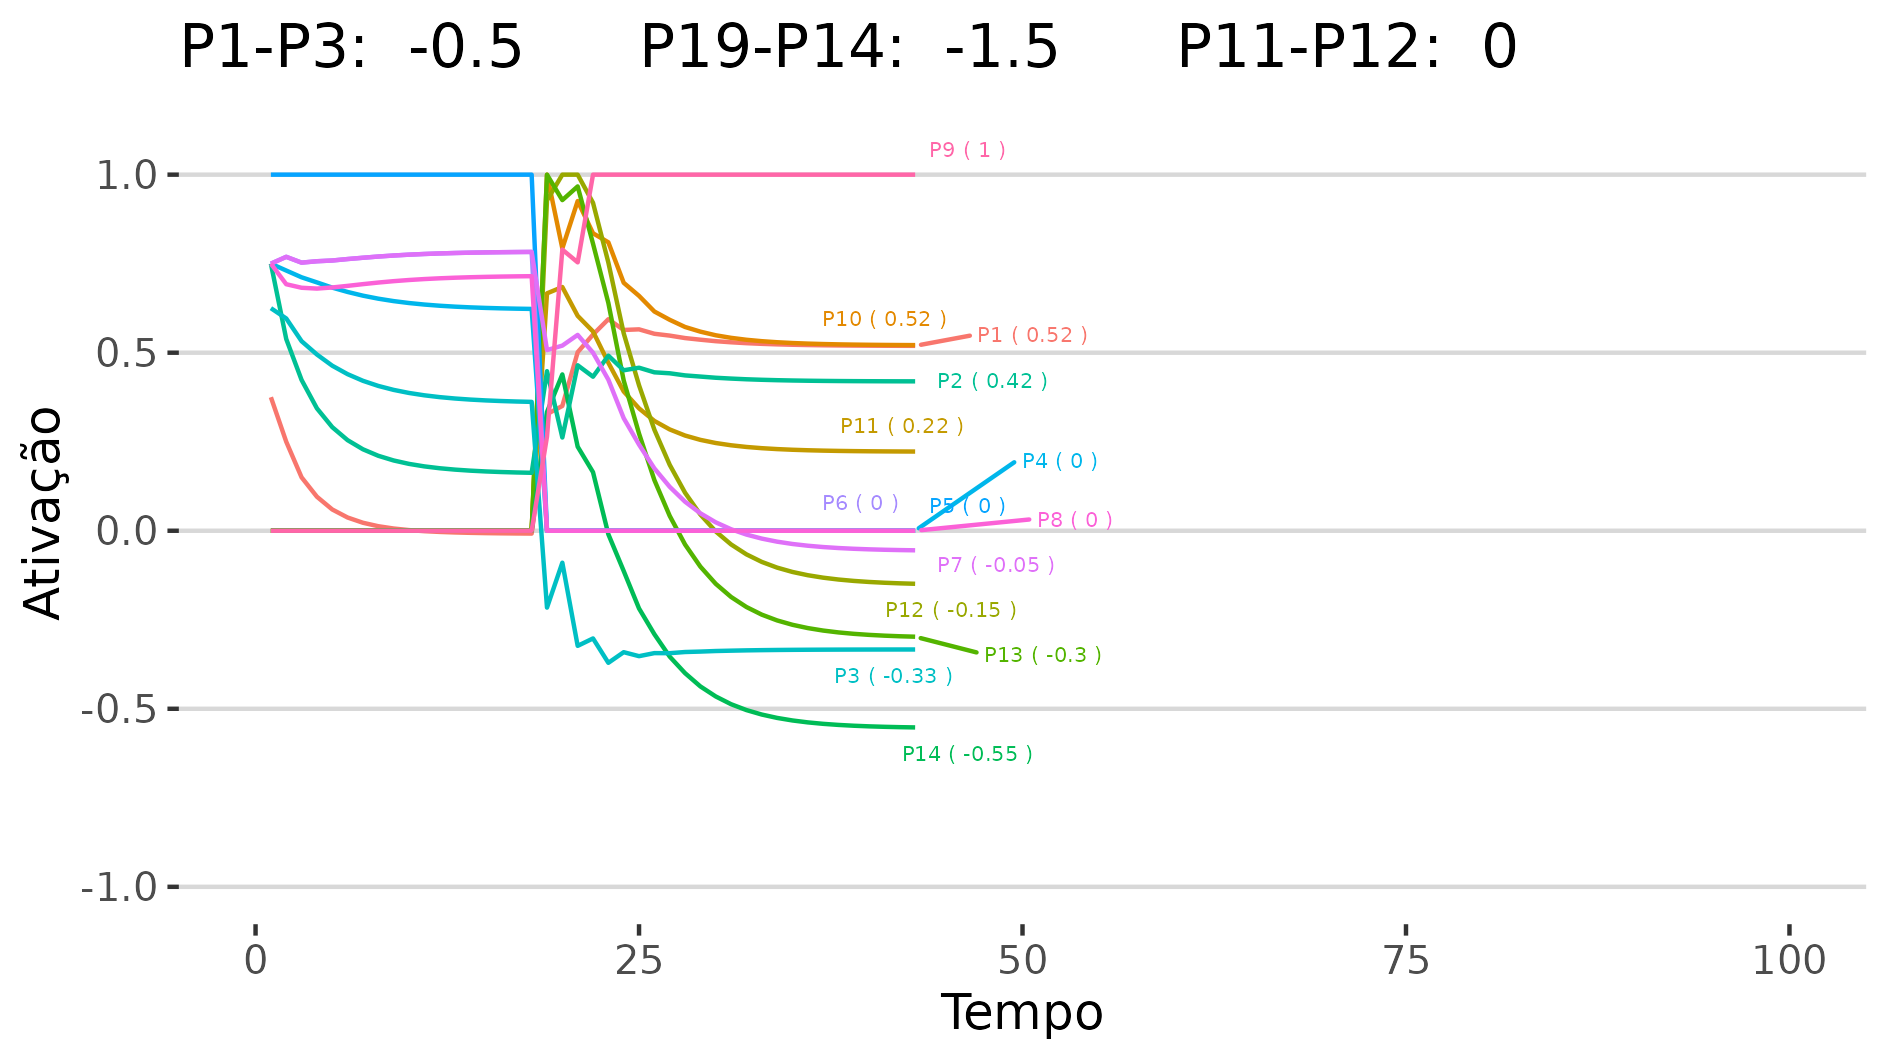 P1-P3: -0.5 P19-P14: -1.5 P11-P12: 0
Ativação
1.0
0.5
0.0
-0.5
-1.0
P9 ( 1 )
P10 ( 0.52 )
P1 ( 0.52 )
P2 ( 0.42 )
P11 ( 0.22 )
P4 ( 0 )
P6 ( 0 )
P5 ( 0 )
P8 ( 0 )
P7 ( -0.05 )
P12 ( -0.15 )
P13 ( -0.3 )
P3 ( -0.33 )
P14 ( -0.55 )
0 25 50 75 100
Tempo